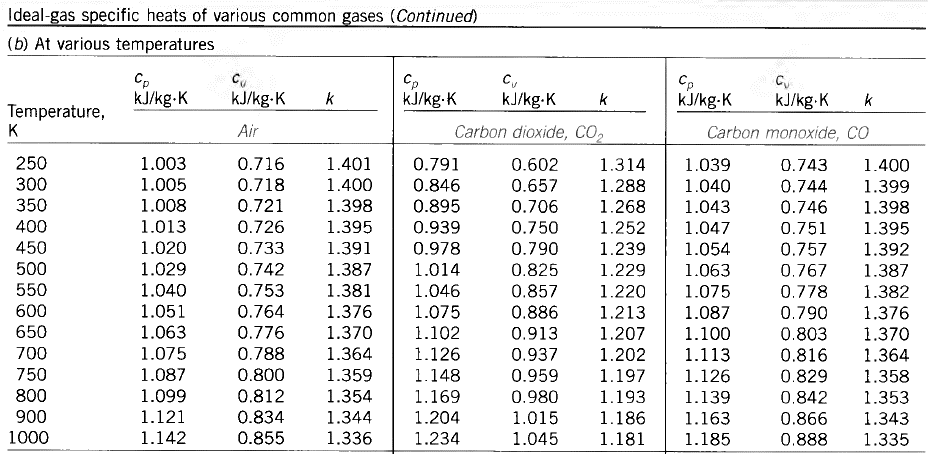 Ideal-gas specific heats of various common gases (Continued)
(b) At various temperatures
Temperature, K
cp kJ/kg·K cv kJ/kg·K k cp kJ/kg·K cv kJ/kg·K k cp kJ/kg·K cv kJ/kg·K k
Air Carbon dioxide, CO2 Carbon monoxide, CO
250 1.003 0.716 1.401 0.791 0.602 1.314 1.039 0.743 1.400
300 1.005 0.718 1.400 0.846 0.657 1.288 1.040 0.744 1.399
350 1.008 0.721 1.398 0.895 0.706 1.268 1.043 0.746 1.398
400 1.013 0.726 1.395 0.939 0.750 1.252 1.047 0.751 1.395
450 1.020 0.733 1.391 0.978 0.790 1.239 1.054 0.757 1.392
500 1.029 0.742 1.387 1.014 0.825 1.229 1.063 0.767 1.387
550 1.040 0.753 1.381 1.046 0.857 1.220 1.075 0.778 1.382
600 1.051 0.764 1.376 1.075 0.886 1.213 1.087 0.790 1.376
650 1.063 0.776 1.370 1.102 0.913 1.207 1.100 0.803 1.370
700 1.075 0.788 1.364 1.126 0.937 1.202 1.113 0.816 1.364
750 1.087 0.800 1.359 1.148 0.959 1.197 1.126 0.829 1.358
800 1.099 0.812 1.354 1.169 0.980 1.193 1.139 0.842 1.353
900 1.121 0.834 1.344 1.204 1.015 1.186 1.163 0.866 1.343
1000 1.142 0.855 1.336 1.234 1.045 1.181 1.185 0.888 1.335